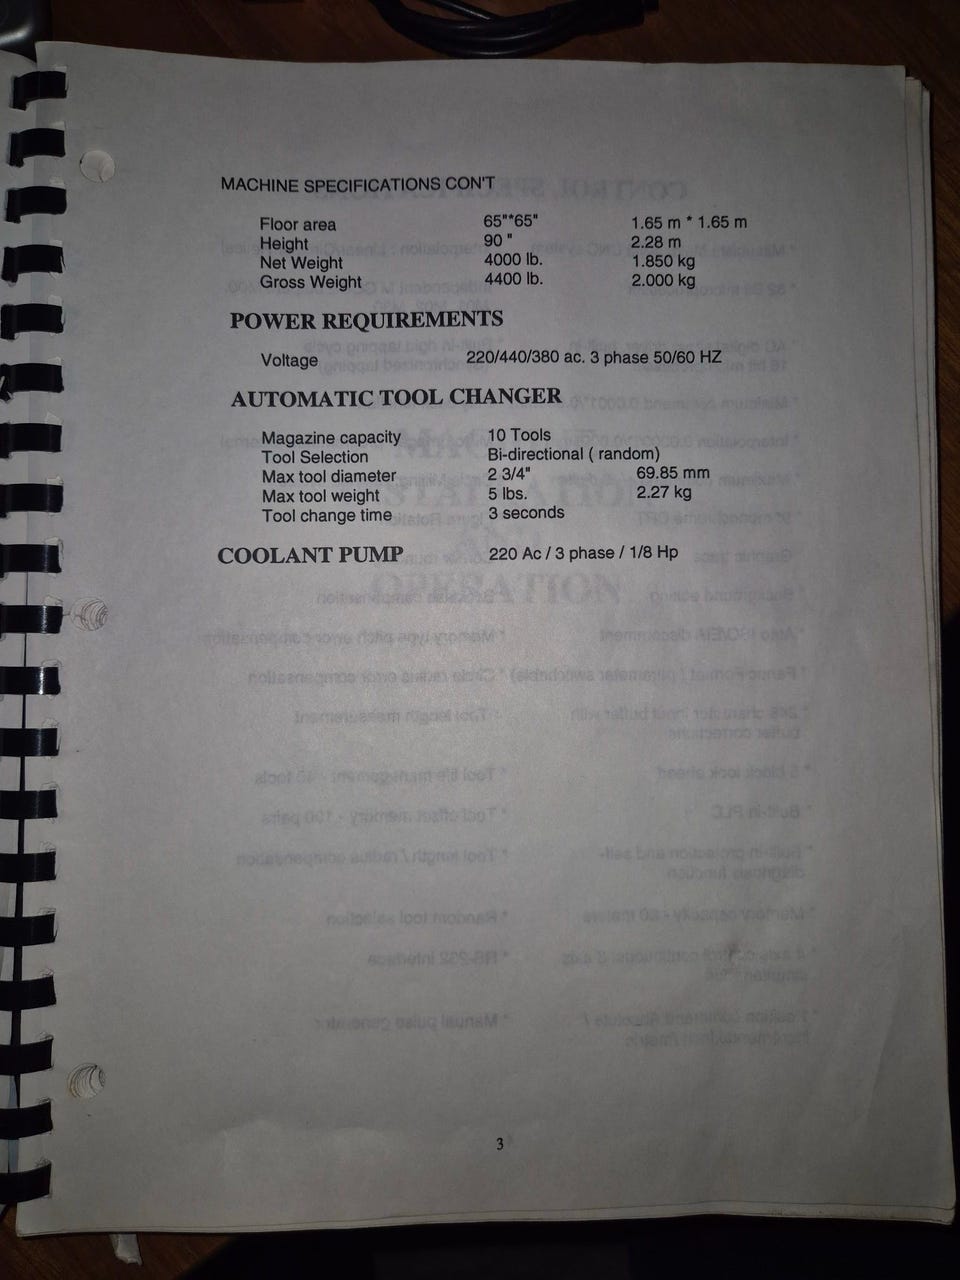 MACHINE SPECIFICATIONS CON'T
Floor area 65"*65" 1.65 m * 1.65 m
Height 90 " 2.28 m
Net Weight 4000 lb. 1.850 kg
Gross Weight 4400 lb. 2.000 kg
POWER REQUIREMENTS
Voltage 220/440/380 ac. 3 phase 50/60 HZ
AUTOMATIC TOOL CHANGER
Magazine capacity 10 Tools
Tool Selection Bi-directional ( random)
Max tool diameter 2 3/4" 69.85 mm
Max tool weight 5 lbs. 2.27 kg
Tool change time 3 seconds
COOLANT PUMP 220 Ac / 3 phase / 1/8 Hp
3